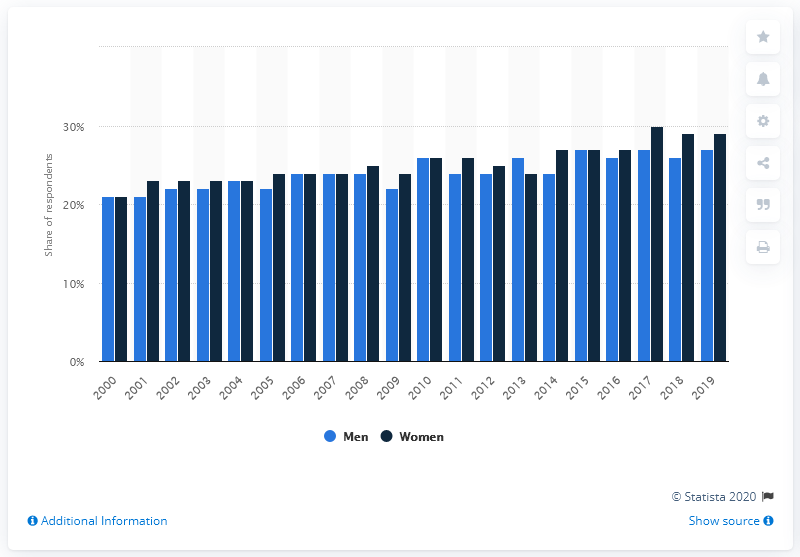 Share of respondents
30%
20%
10%
0%
2000 2001 2002 2003 2004 2005 2006 2007 2008 2009 2010 2011 2012 2013 2014 2015 2016 2017 2018 2019
Men Women
© Statista 2020
Additional Information Show source